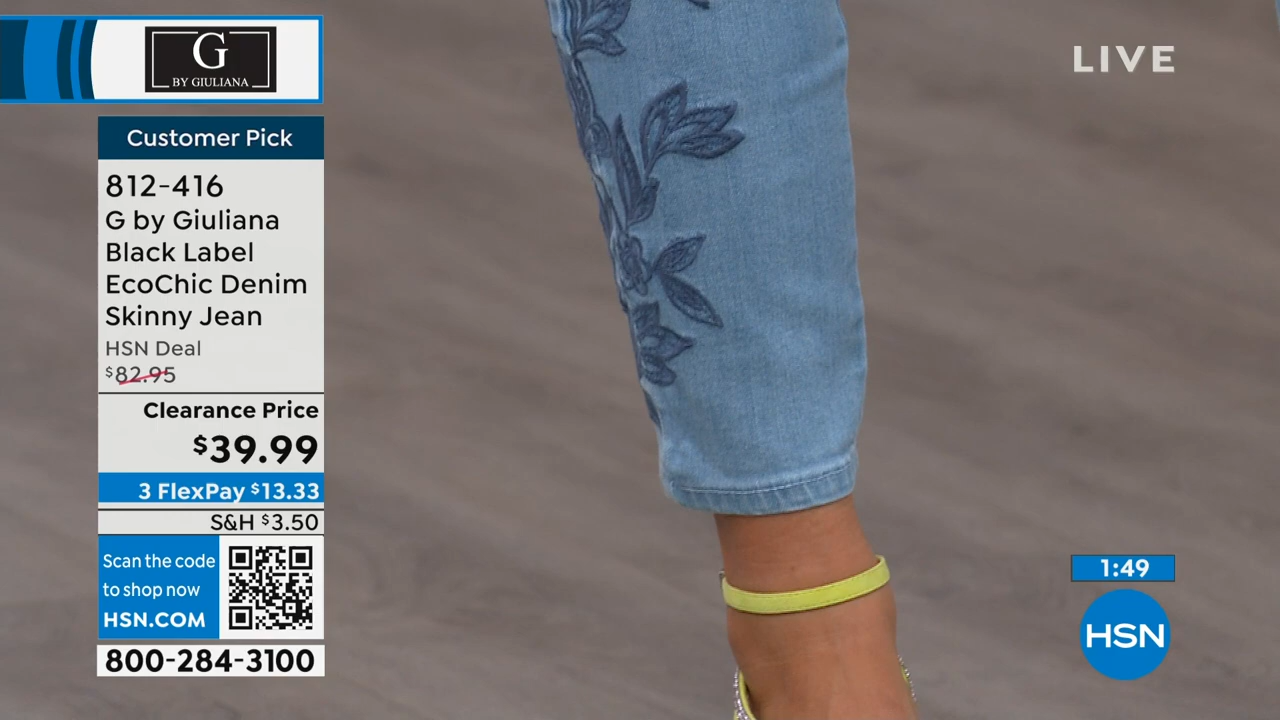 G
BY GIULIANA
LIVE
Customer Pick
812-416
G by Giuliana
Black Label
EcoChic Denim
Skinny Jean
HSN Deal
$82.95
Clearance Price
$39.99
3 FlexPay $13.33
S&H $3.50
Scan the code
to shop now
HSN.COM
800-284-3100
1:49
HSN